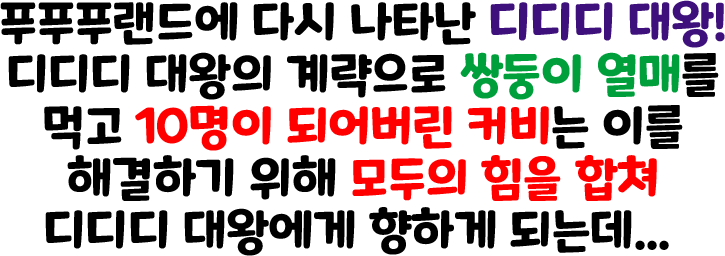 푸푸푸랜드에 다시 나타난 디디디 대왕!
디디디 대왕의 계략으로 쌍둥이 열매를
먹고 10명이 되어버린 커비는 이를
해결하기 위해 모두의 힘을 합쳐
디디디 대왕에게 향하게 되는데...